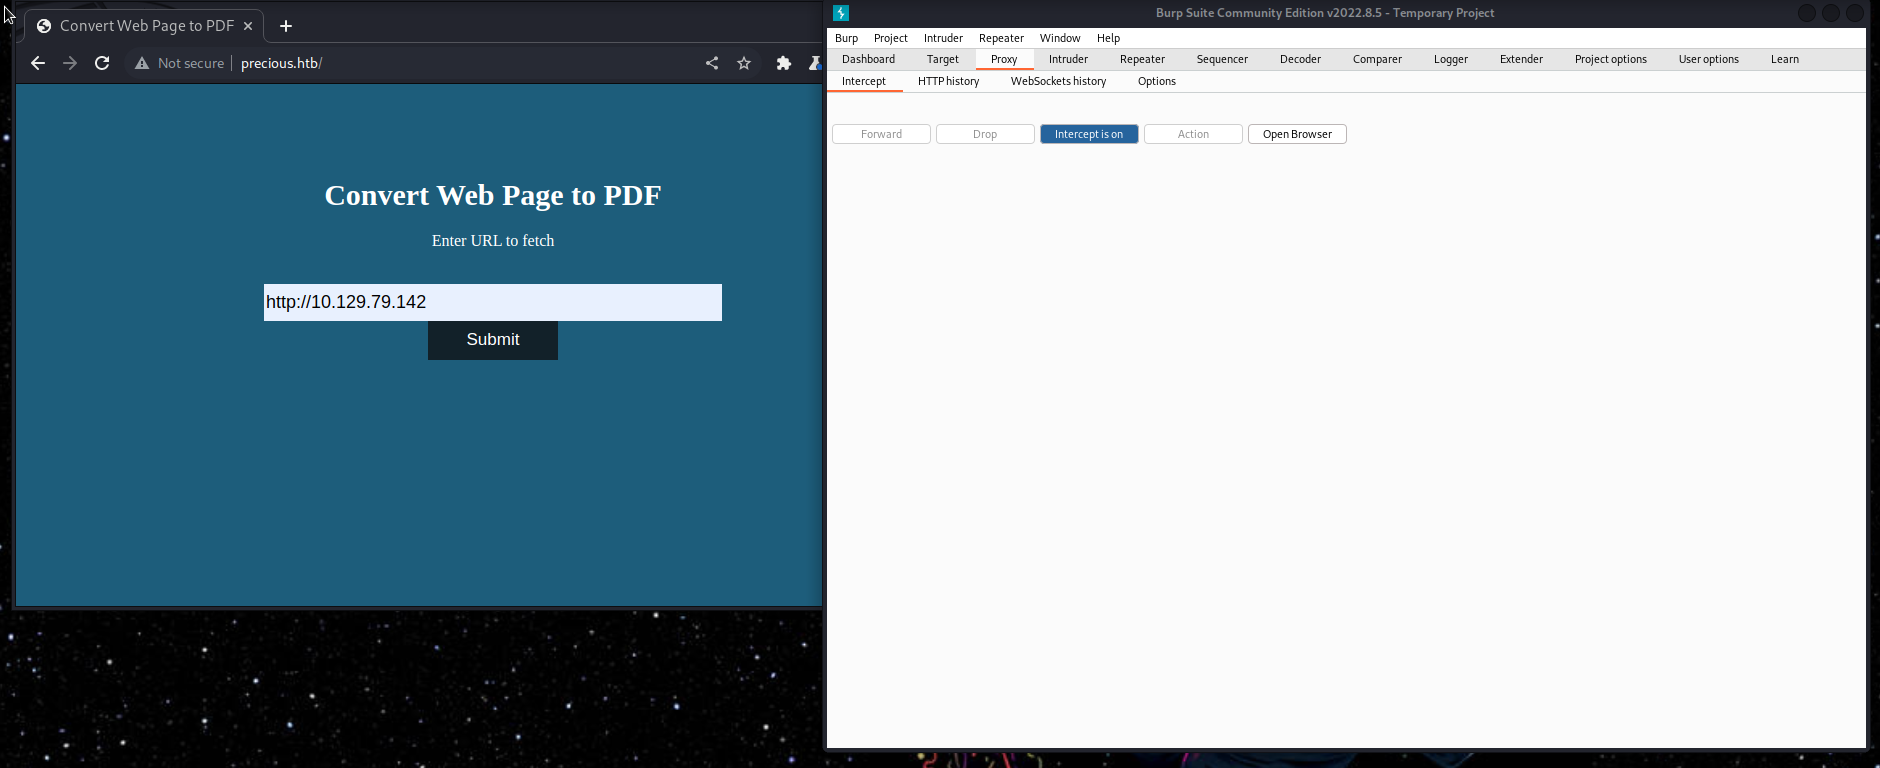 Convert Web Page to PDF
Not secure precious.htb/
Convert Web Page to PDF
Enter URL to fetch
http://10.129.79.142
Submit
Burp Suite Community Edition v2022.8.5 - Temporary Project
Burp Project Intruder Repeater Window Help
Dashboard Target Proxy Intruder Repeater Sequencer Decoder Comparer Logger Extender Project options User options Learn
Intercept HTTP history WebSockets history Options
Forward Drop Intercept is on Action Open Browser